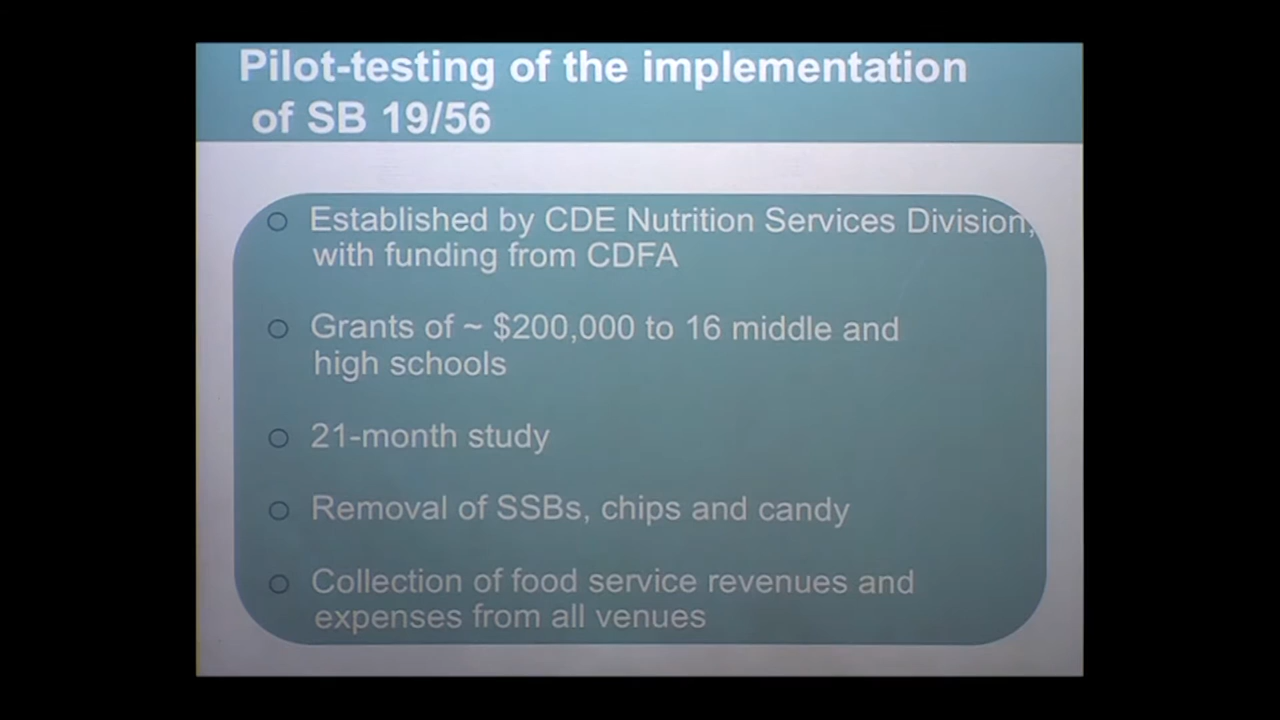 Pilot-testing of the implementation
of SB 19/56
Established by CDE Nutrition Services Division,
with funding from CDFA
Grants of ~ $200,000 to 16 middle and
high schools
21-month study
Removal of SSBs, chips and candy
Collection of food service revenues and
expenses from all venues